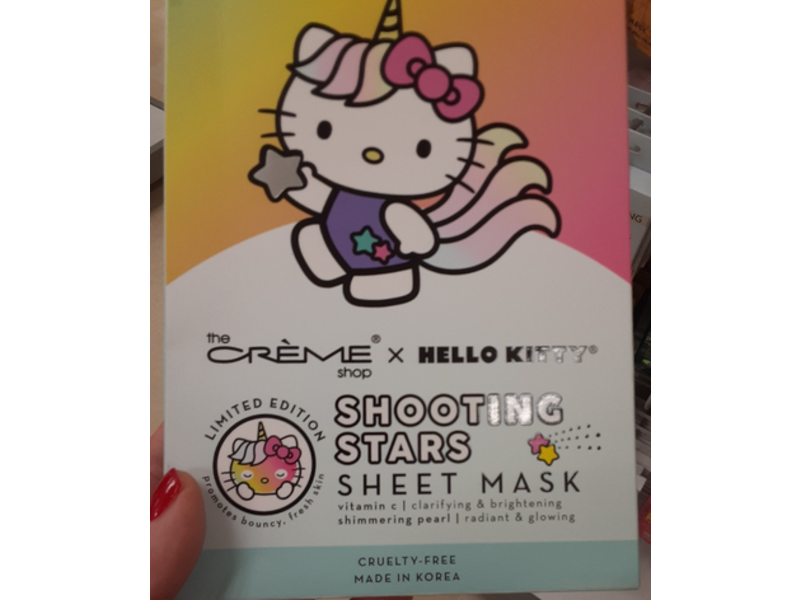 the
CRÈME® x HELLO KITTY®
shop
LIMITED EDITION
promotes bouncy, fresh skin
SHOOTING
STARS
SHEET MASK
vitamin c | clarifying & brightening
shimmering pearl | radiant & glowing
CRUELTY-FREE
MADE IN KOREA
NG